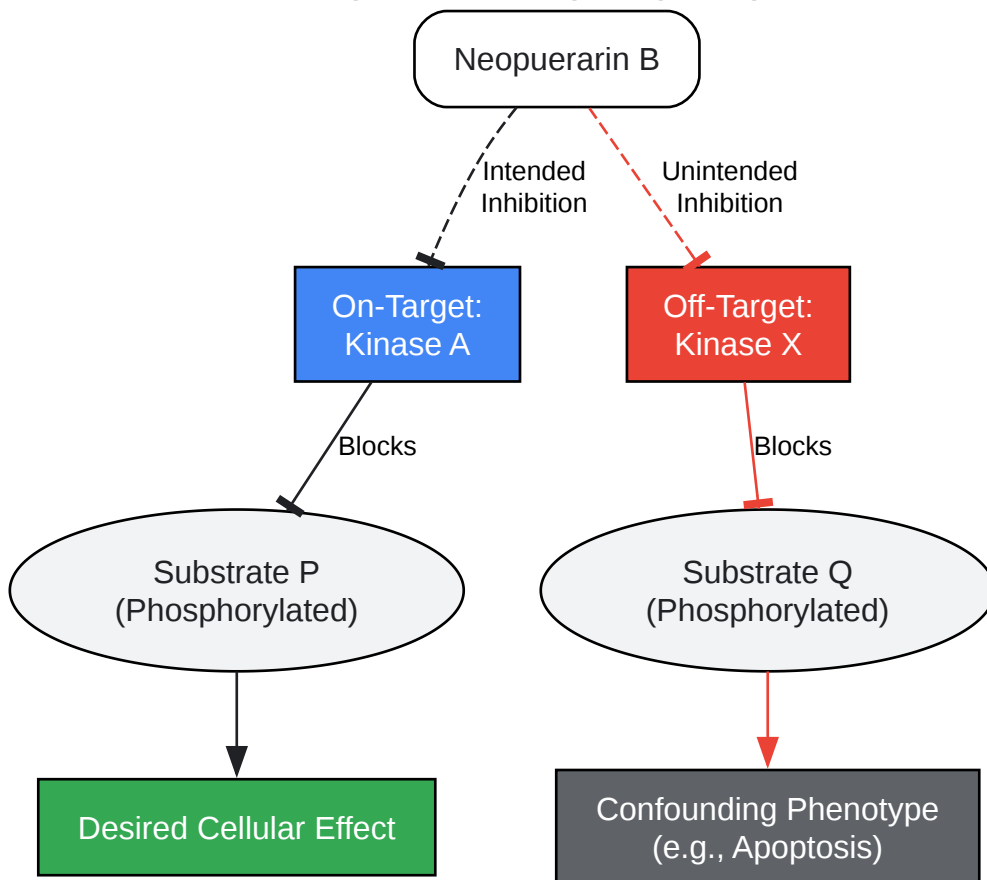 Neopuerarin B
Intended
Inhibition
Unintended
Inhibition
On-Target:
Kinase A
Off-Target:
Kinase X
Blocks
Blocks
Substrate P
(Phosphorylated)
Substrate Q
(Phosphorylated)
Desired Cellular Effect
Confounding Phenotype
(e.g., Apoptosis)